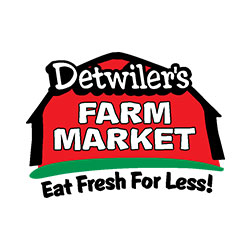 Detwiler's
FARM
MARKET
Eat Fresh For Less!